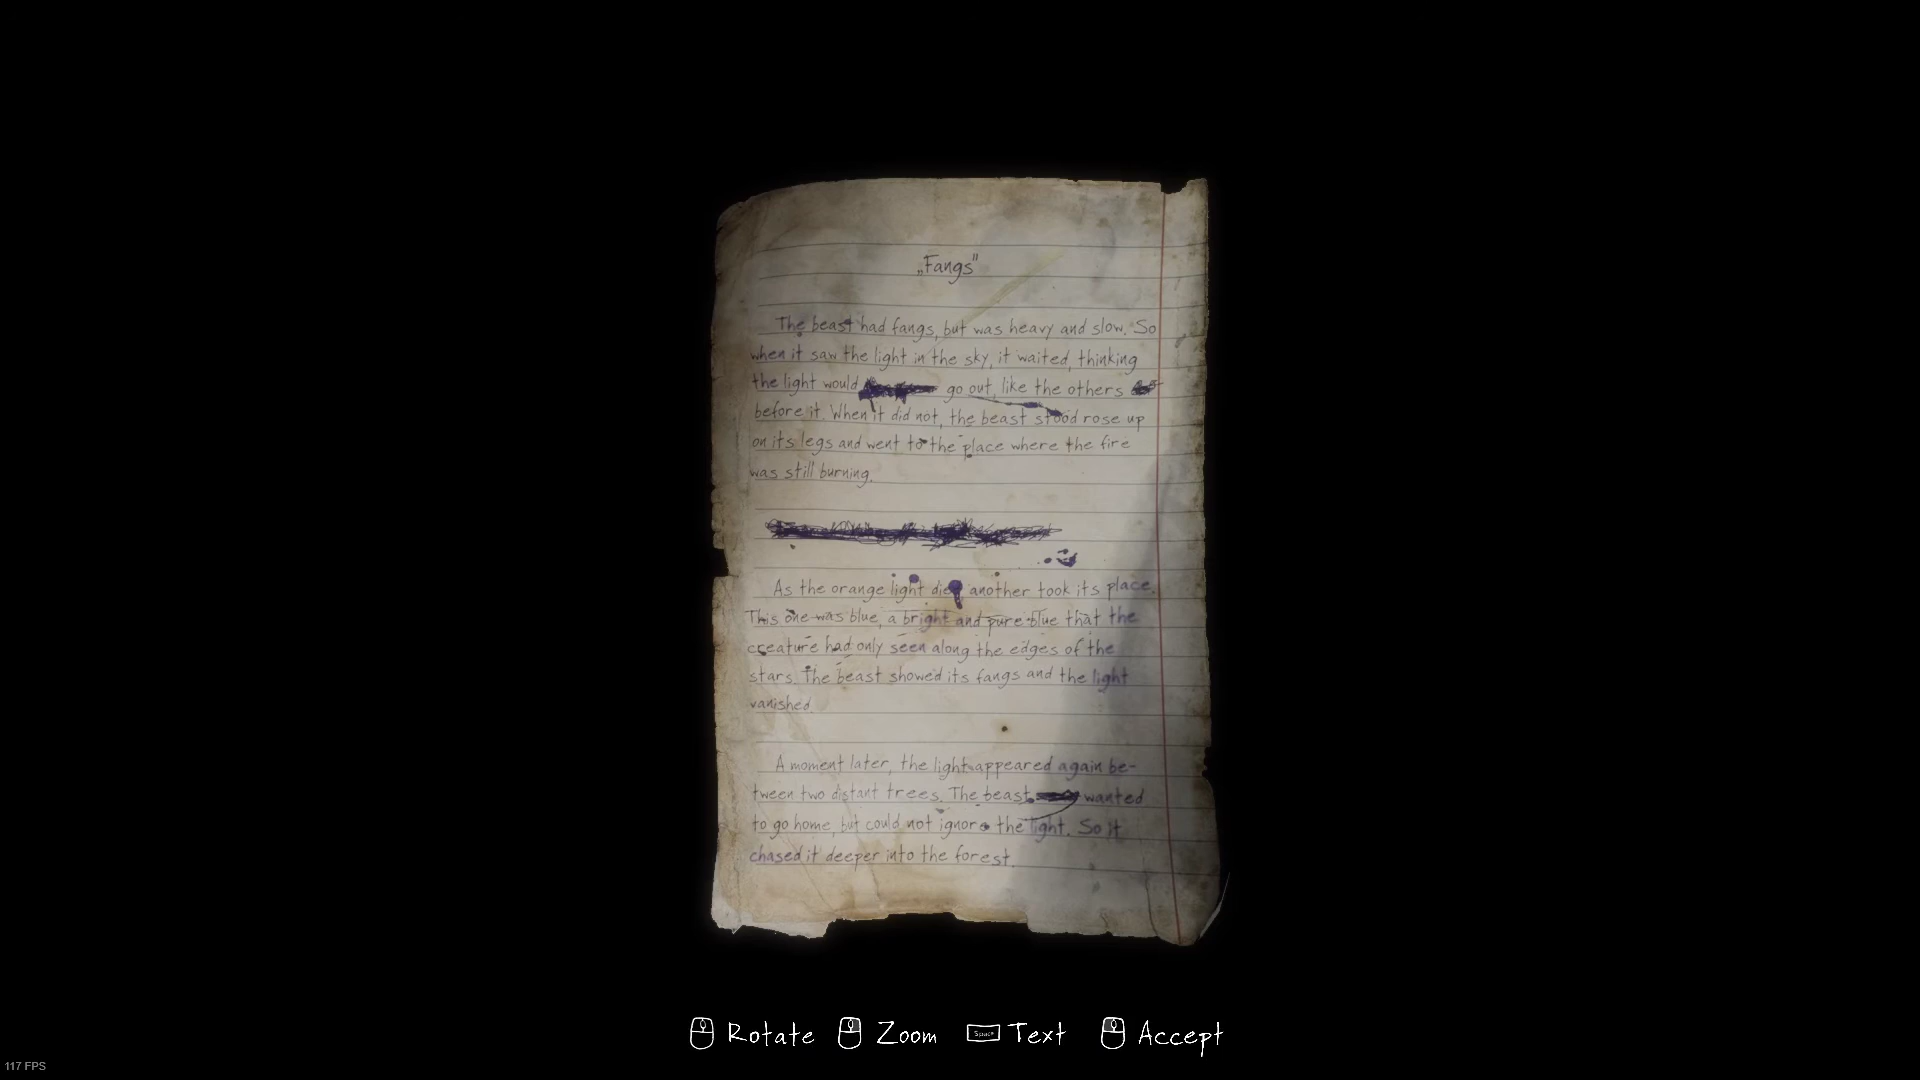 „Fangs"
The beast had fangs, but was heavy and slow. So
when it saw the light in the sky, it waited, thinking
the light would go out, like the others
before it. When it did not, the beast stood rose up
on its legs and went to the place where the fire
was still burning.
As the orange light died another took its place.
This one was blue, a bright and pure blue that the
creature had only seen along the edges of the
stars. The beast showed its fangs and the light
vanished.
A moment later, the light appeared again be-
tween two distant trees. The beast wanted
to go home, but could not ignore the light. So it
chased it deeper into the forest.
Rotate Zoom Space Text Accept
117 FPS